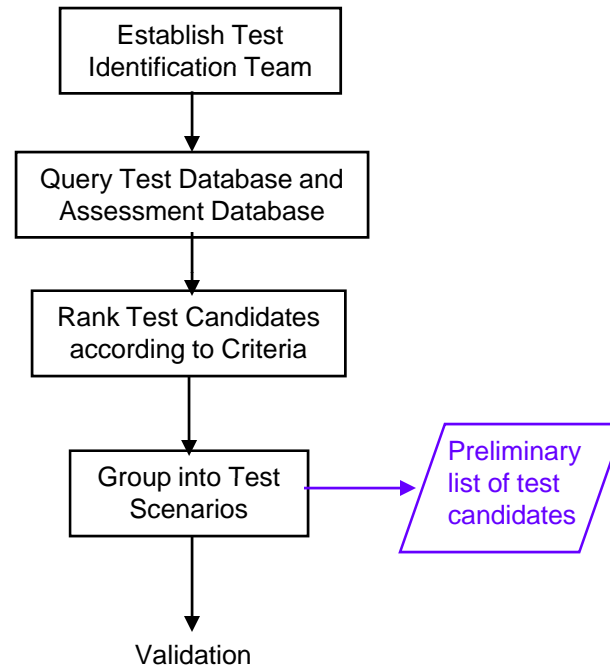 Establish Test
Identification Team
Query Test Database and
Assessment Database
Rank Test Candidates
according to Criteria
Group into Test
Scenarios
Preliminary
list of test
candidates
Validation